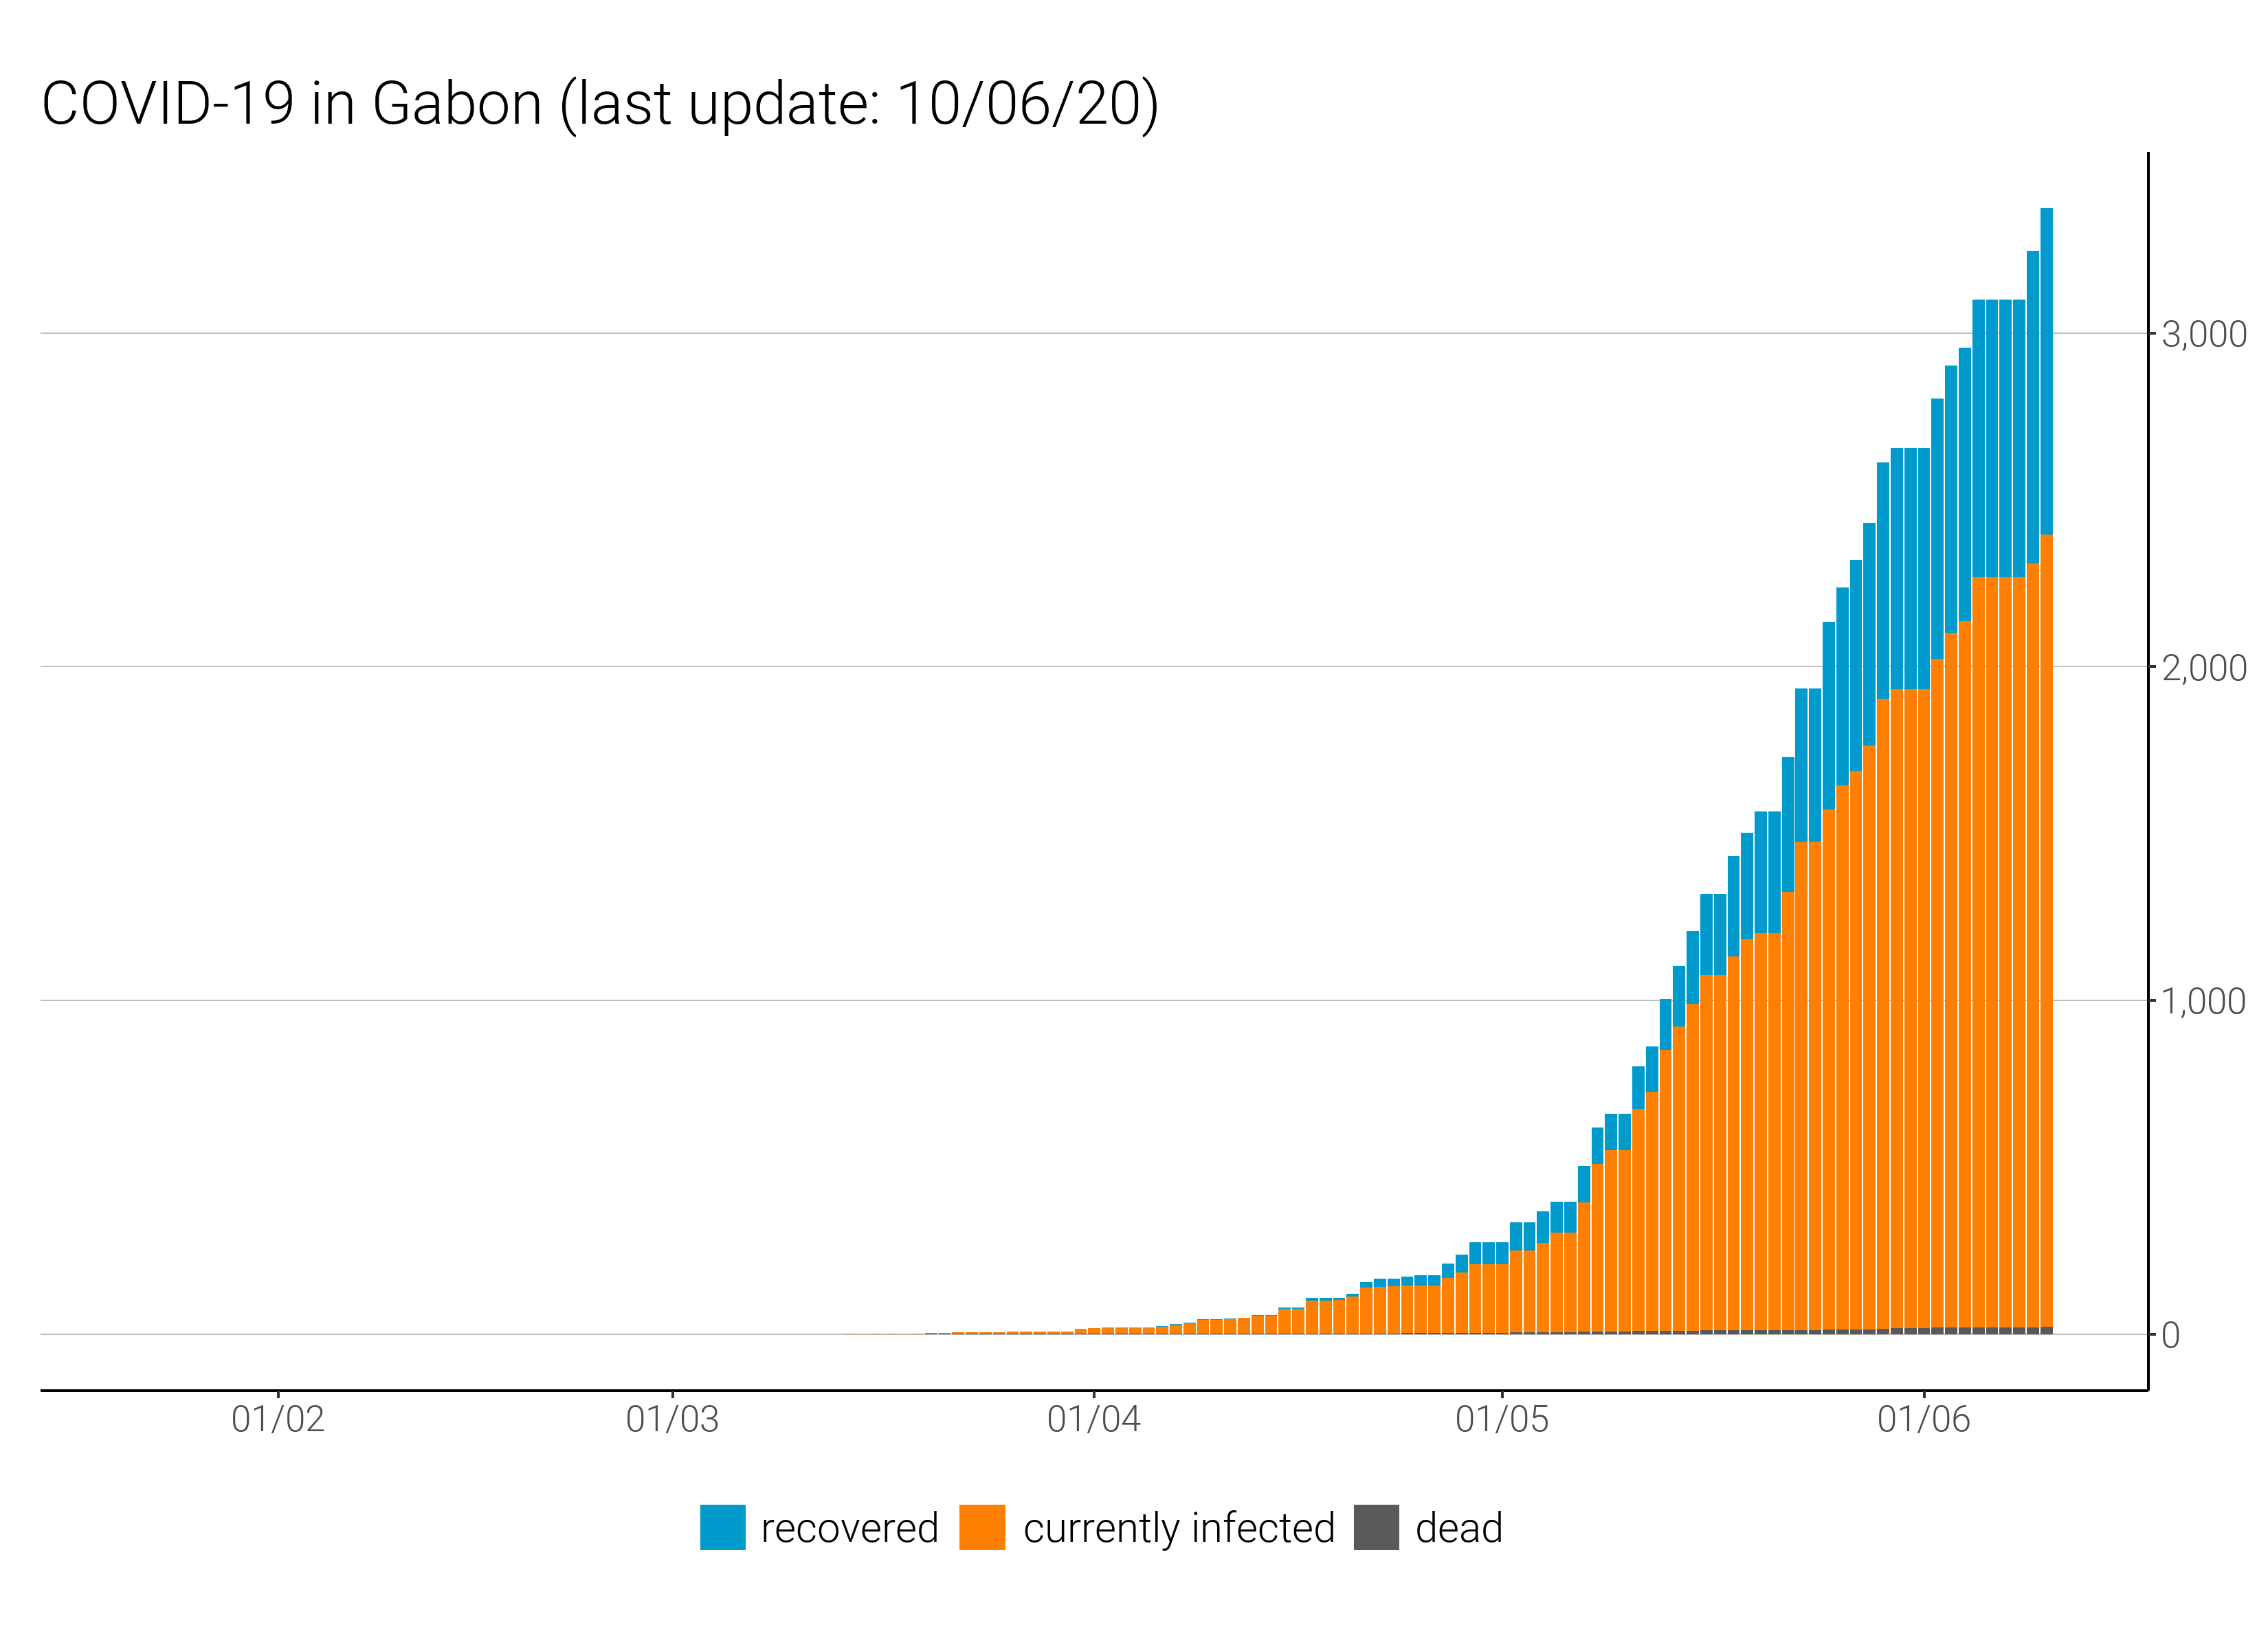 COVID-19 in Gabon (last update: 10/06/20)
3,000
2,000
1,000
0
01/02 01/03 01/04 01/05 01/06
recovered currently infected dead